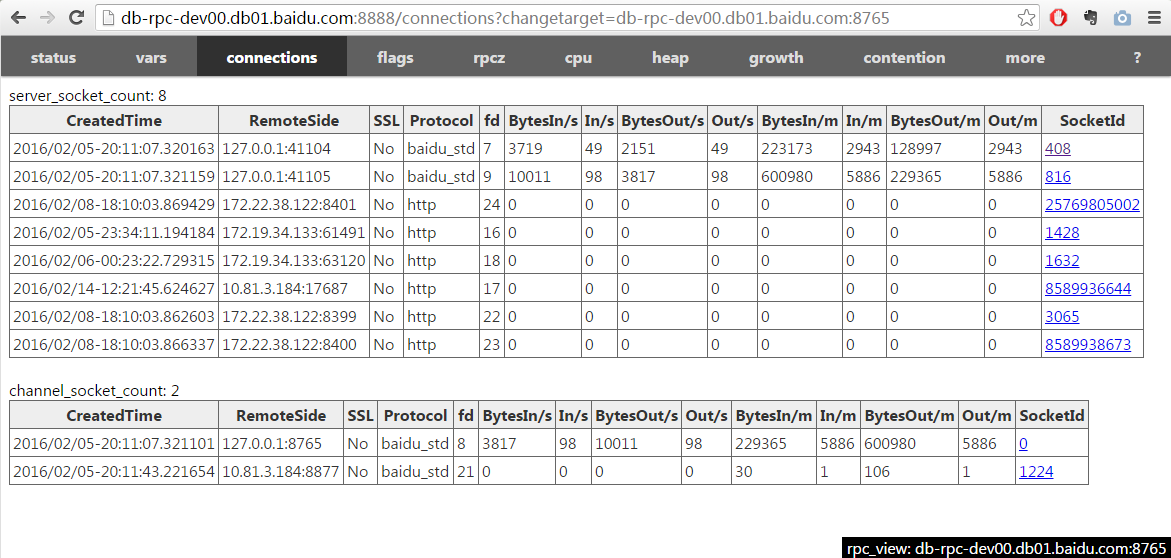 db-rpc-dev00.db01.baidu.com:8888/connections?changetarget=db-rpc-dev00.db01.baidu.com:8765
status vars connections flags rpcz cpu heap growth contention more ?
server_socket_count: 8
CreatedTime RemoteSide SSL Protocol fd BytesIn/s In/s BytesOut/s Out/s BytesIn/m In/m BytesOut/m Out/m SocketId
2016/02/05-20:11:07.320163 127.0.0.1:41104 No baidu_std 7 3719 49 2151 49 223173 2943 128997 2943 408
2016/02/05-20:11:07.321159 127.0.0.1:41105 No baidu_std 9 10011 98 3817 98 600980 5886 229365 5886 816
2016/02/08-18:10:03.869429 172.22.38.122:8401 No http 24 0 0 0 0 0 0 0 0 25769805002
2016/02/05-23:34:11.194184 172.19.34.133:61491 No http 16 0 0 0 0 0 0 0 0 1428
2016/02/06-00:23:22.729315 172.19.34.133:63120 No http 18 0 0 0 0 0 0 0 0 1632
2016/02/14-12:21:45.624627 10.81.3.184:17687 No http 17 0 0 0 0 0 0 0 0 8589936644
2016/02/08-18:10:03.862603 172.22.38.122:8399 No http 22 0 0 0 0 0 0 0 0 3065
2016/02/08-18:10:03.866337 172.22.38.122:8400 No http 23 0 0 0 0 0 0 0 0 8589938673
channel_socket_count: 2
CreatedTime RemoteSide SSL Protocol fd BytesIn/s In/s BytesOut/s Out/s BytesIn/m In/m BytesOut/m Out/m SocketId
2016/02/05-20:11:07.321101 127.0.0.1:8765 No baidu_std 8 3817 98 10011 98 229365 5886 600980 5886 0
2016/02/05-20:11:43.221654 10.81.3.184:8877 No baidu_std 21 0 0 0 0 30 1 106 1 1224
rpc_view: db-rpc-dev00.db01.baidu.com:8765